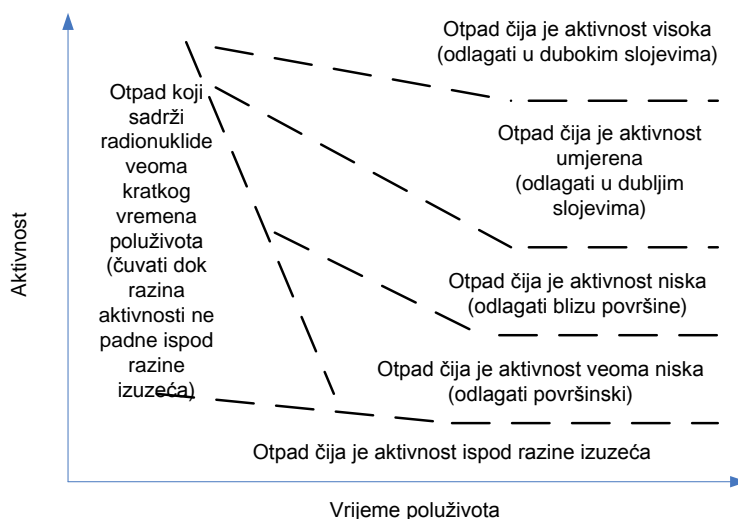 Otpad čija je aktivnost visoka
(odlagati u dubokim slojevima)
Otpad koji
sadrži
radionuklide
veoma
kratkog
vremena
poluživota
(čuvati dok
razina
aktivnosti ne
padne ispod
razine
izuzeća)
Otpad čija je aktivnost
umjerena
(odlagati u dubljim
slojevima)
Otpad čija je aktivnost niska
(odlagati blizu površine)
Otpad čija je aktivnost veoma niska
(odlagati površinski)
Otpad čija je aktivnost ispod razine izuzeća
Aktivnost
Vrijeme poluživota